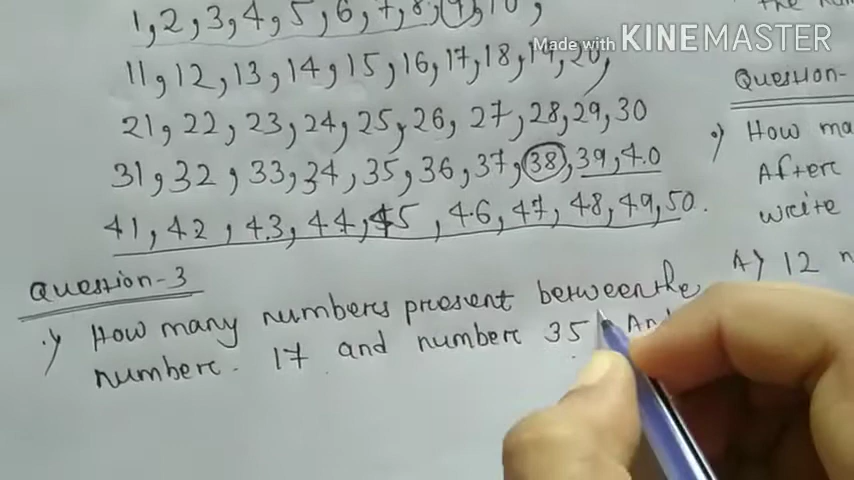 1, 2, 3, 4, 5, 6, 7, 8, 9, 10,
Made with KINEMASTER
11, 12, 13, 14, 15, 16, 17, 18, 19, 20,
21, 22, 23, 24, 25, 26, 27, 28, 29, 30
31, 32, 33, 34, 35, 36, 37, 38, 39, 40
41, 42, 43, 44, 45, 46, 47, 48, 49, 50.
Question-3
.) How many numbers present between the
number. 17 and number 35
Question-
How ma
After
write
A) 12